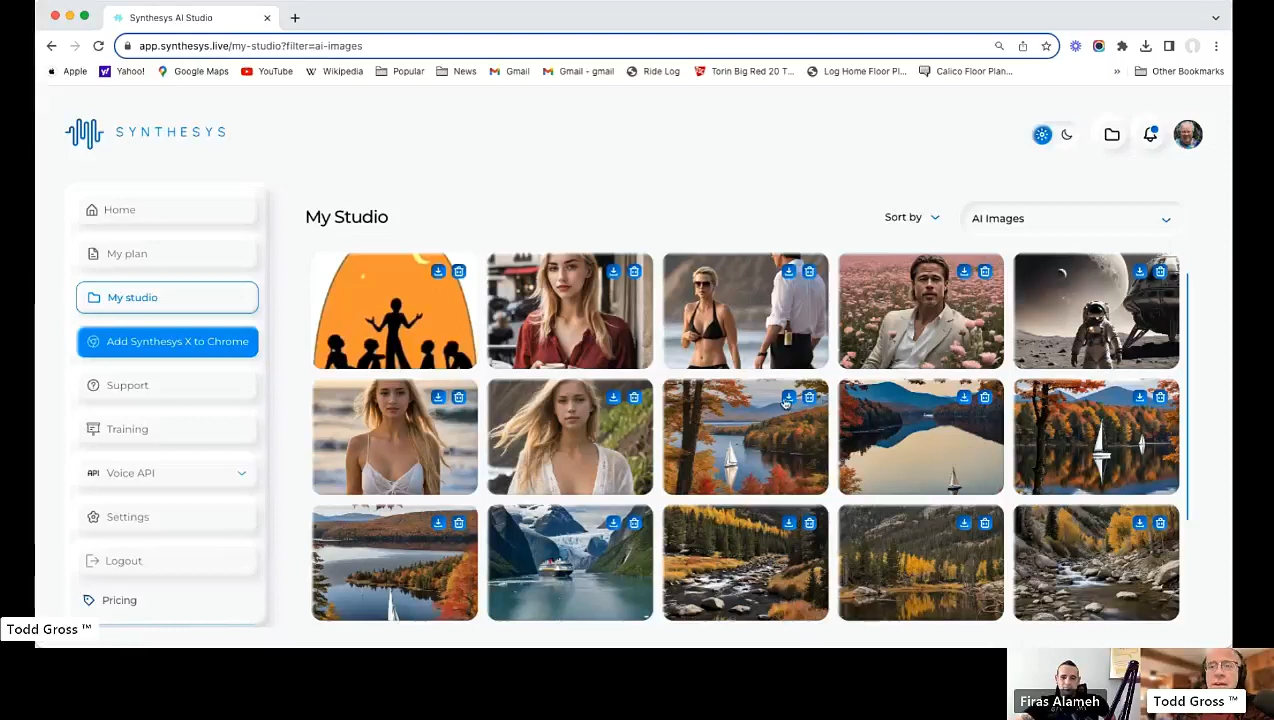 Synthesys AI Studio
app.synthesys.live/my-studio?filter=ai-images
Apple
Yahoo!
Google Maps
YouTube
Wikipedia
Popular
News
Gmail
Gmail - gmail
Ride Log
Torin Big Red 20 T...
Log Home Floor Pl...
Calico Floor Plan...
»
Other Bookmarks
SYNTHESYS
Home
My plan
My studio
Add Synthesys X to Chrome
Support
Training
API Voice API
Settings
Logout
Pricing
My Studio
Sort by
AI Images
Todd Gross ™
Firas Alameh
Todd Gross ™